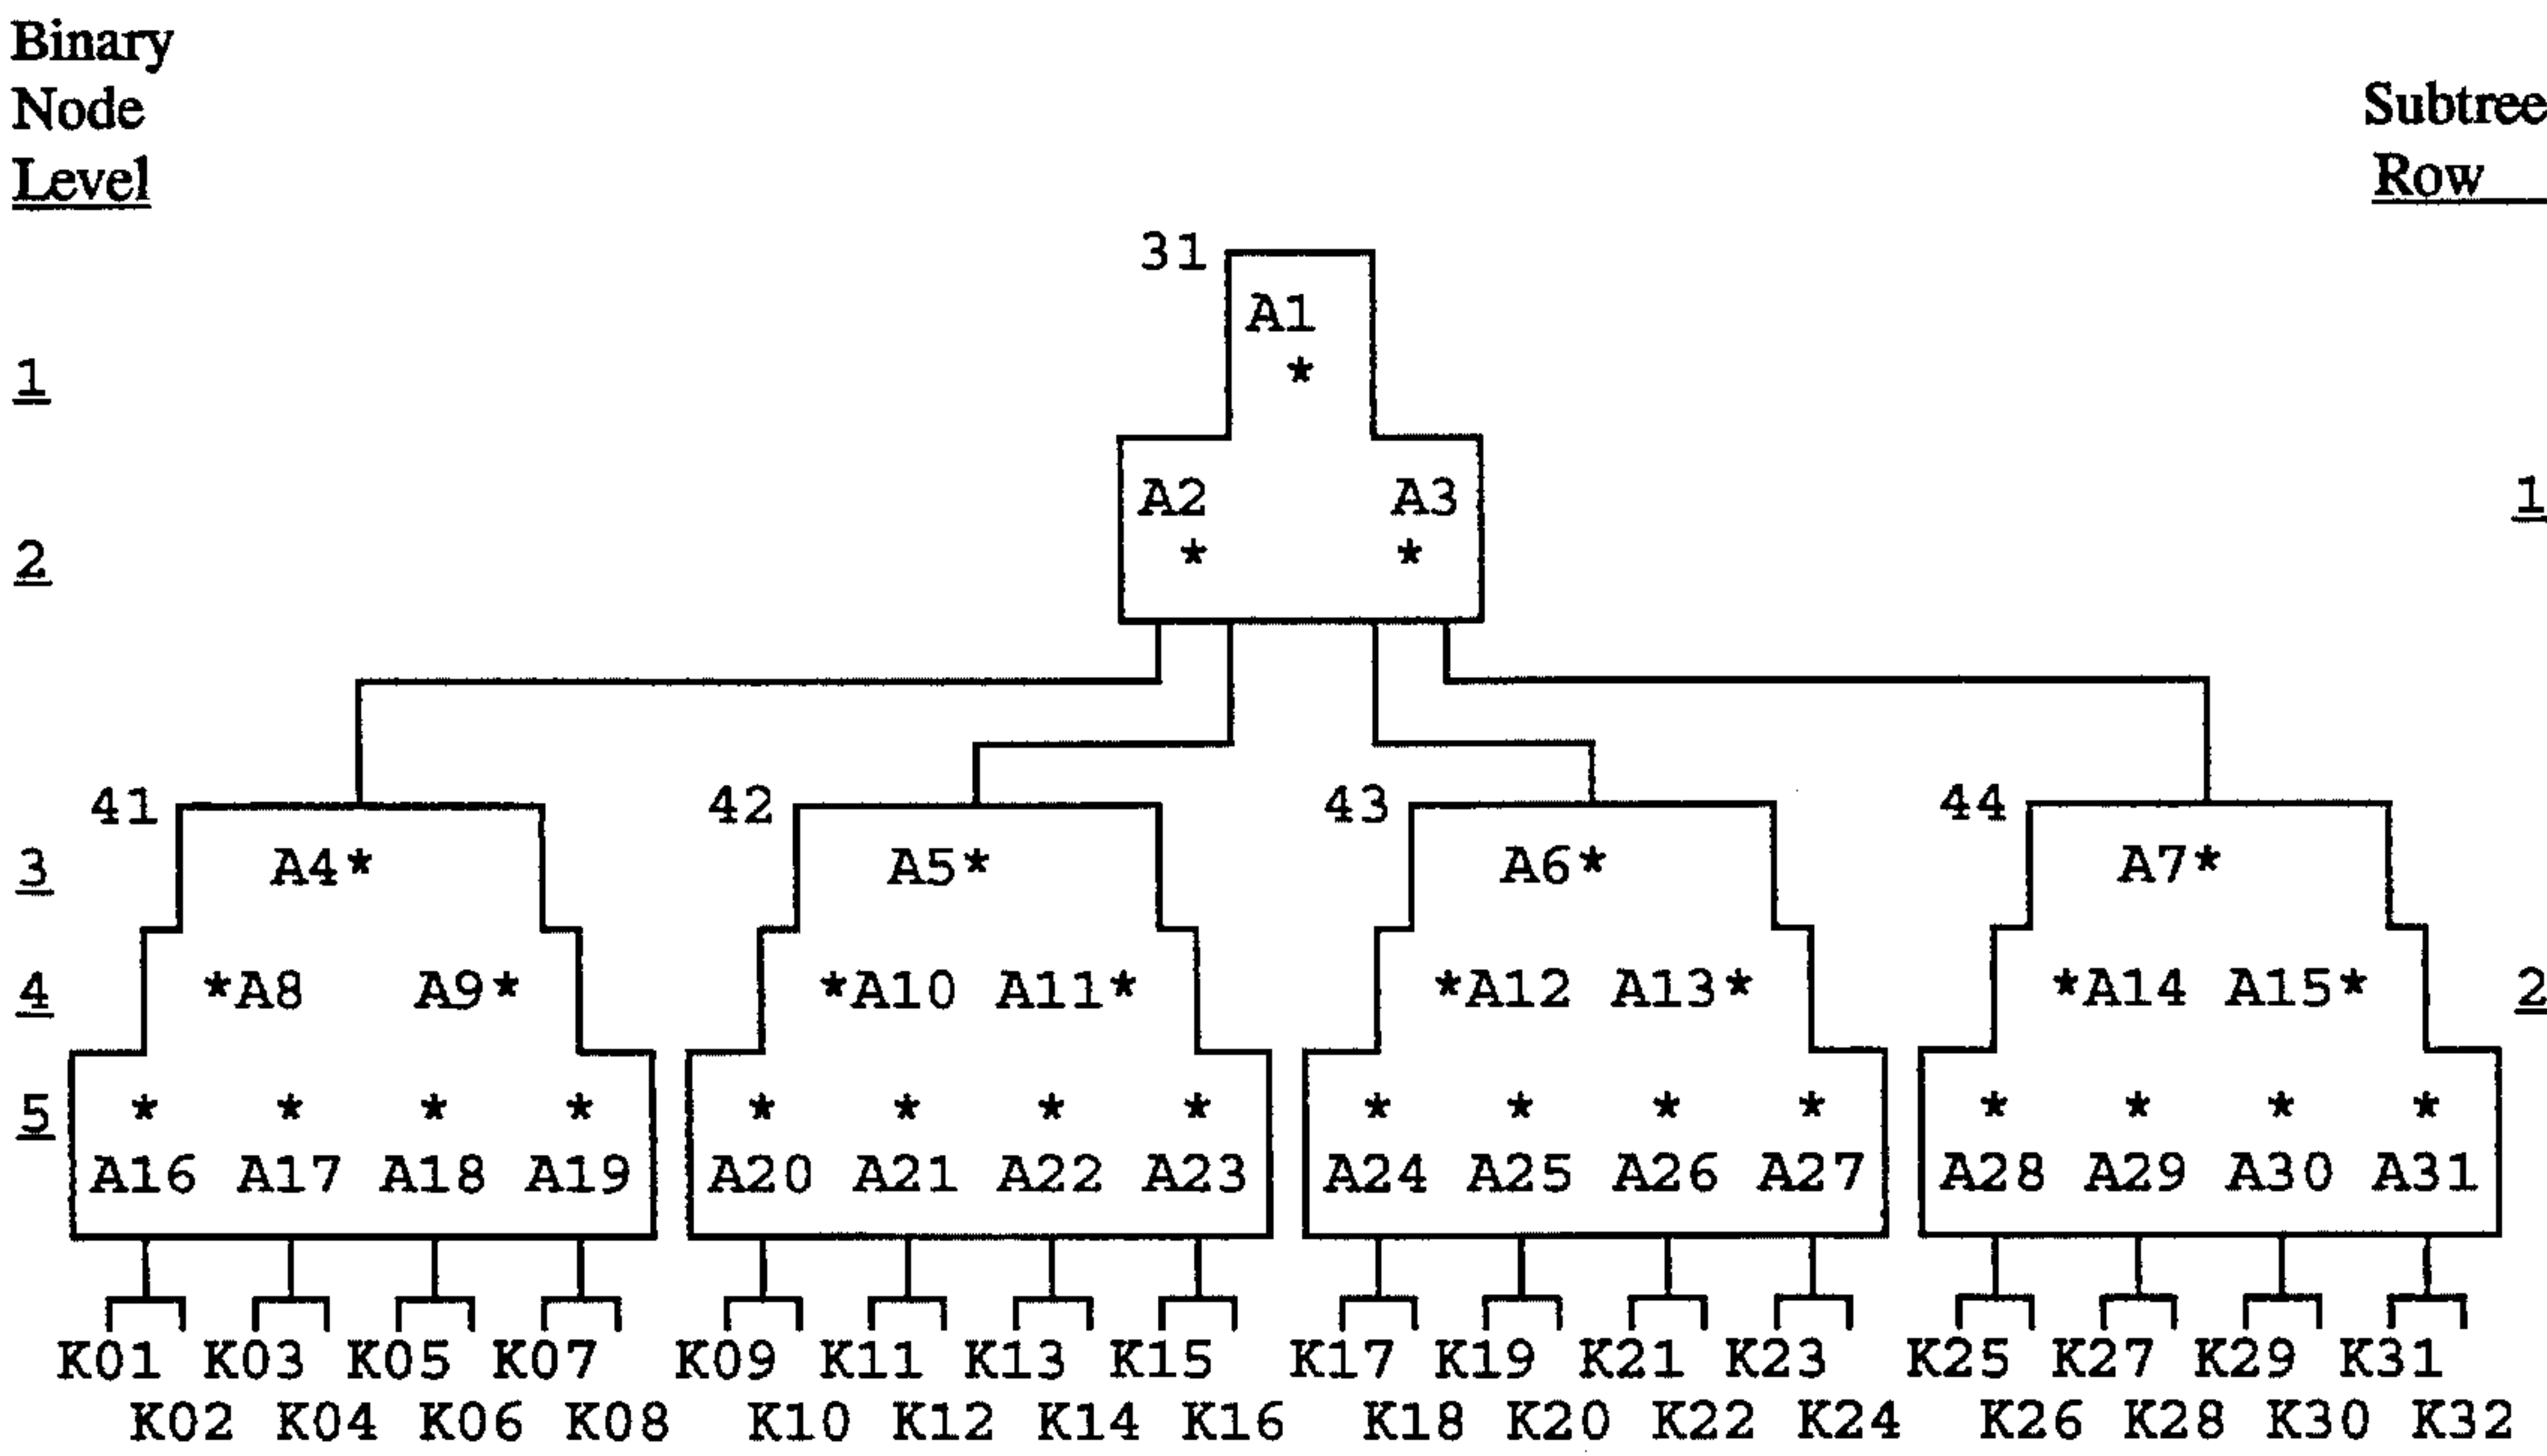 Binary
Node
Level
Subtree
Row
31
A1
*
1
A2 A3
1
* *
2
41 42 43 44
3 A4* A5* A6* A7*
4 *A8 A9* *A10 A11* *A12 A13* *A14 A15* 2
5 * * * * * * * * * * * * * * * *
A16 A17 A18 A19 A20 A21 A22 A23 A24 A25 A26 A27 A28 A29 A30 A31
K01 K03 K05 K07 K09 K11 K13 K15 K17 K19 K21 K23 K25 K27 K29 K31
K02 K04 K06 K08 K10 K12 K14 K16 K18 K20 K22 K24 K26 K28 K30 K32